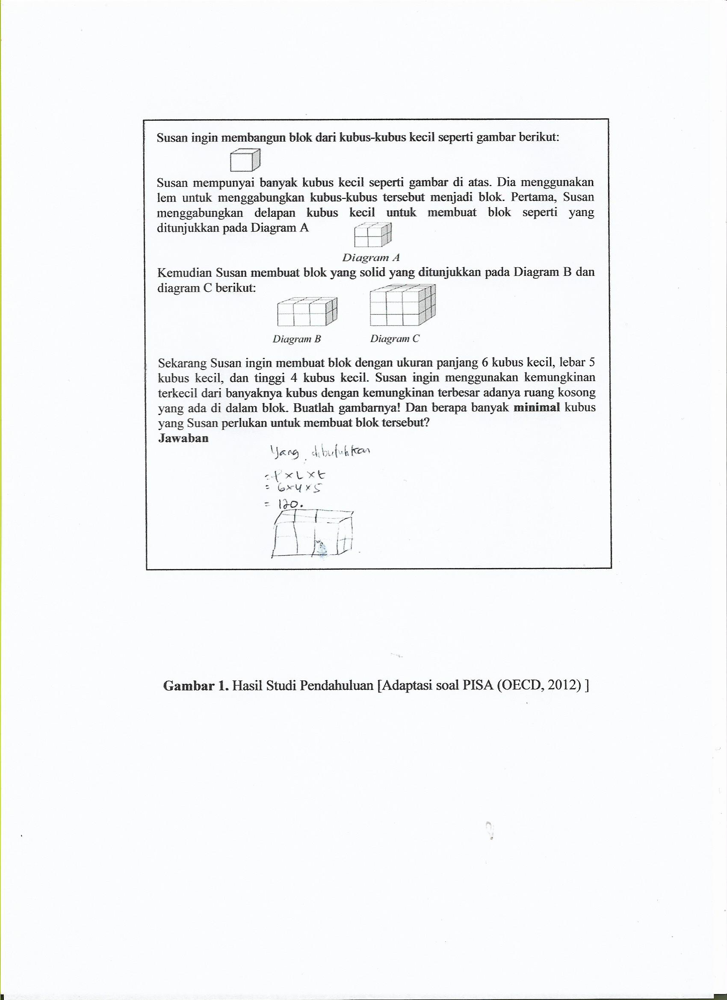 Susan ingin membangun blok dari kubus-kubus kecil seperti gambar berikut:
Susan mempunyai banyak kubus kecil seperti gambar di atas. Dia menggunakan
lem untuk menggabungkan kubus-kubus tersebut menjadi blok. Pertama, Susan
menggabungkan delapan kubus kecil untuk membuat blok seperti yang
ditunjukkan pada Diagram A
Diagram A
Kemudian Susan membuat blok yang solid yang ditunjukkan pada Diagram B dan
diagram C berikut:
Diagram B Diagram C
Sekarang Susan ingin membuat blok dengan ukuran panjang 6 kubus kecil, lebar 5
kubus kecil, dan tinggi 4 kubus kecil. Susan ingin menggunakan kemungkinan
terkecil dari banyaknya kubus dengan kemungkinan terbesar adanya ruang kosong
yang ada di dalam blok. Buatlah gambarnya! Dan berapa banyak minimal kubus
yang Susan perlukan untuk membuat blok tersebut?
Jawaban
Yang dibutuhkan
= P × L × t
= 6 × 4 × 5
= 120.
Gambar 1. Hasil Studi Pendahuluan [Adaptasi soal PISA (OECD, 2012) ]